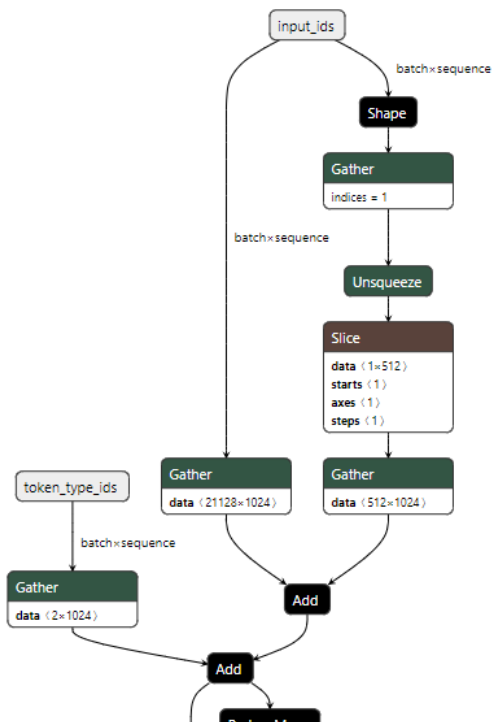 input_ids
batch×sequence
Shape
Gather
indices = 1
batch×sequence
Unsqueeze
Slice
data 〈1×512〉
starts 〈1〉
axes 〈1〉
steps 〈1〉
token_type_ids
Gather
data 〈21128×1024〉
Gather
data 〈512×1024〉
batch×sequence
Gather
data 〈2×1024〉
Add
Add